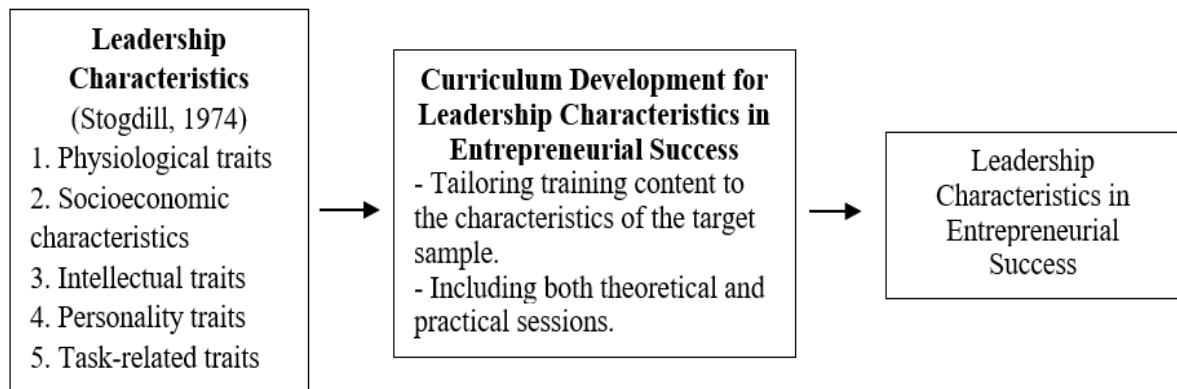 Leadership
Characteristics
(Stogdill, 1974)
1. Physiological traits
2. Socioeconomic
characteristics
3. Intellectual traits
4. Personality traits
5. Task-related traits
Curriculum Development for
Leadership Characteristics in
Entrepreneurial Success
- Tailoring training content to
the characteristics of the target
sample.
- Including both theoretical and
practical sessions.
Leadership
Characteristics in
Entrepreneurial
Success